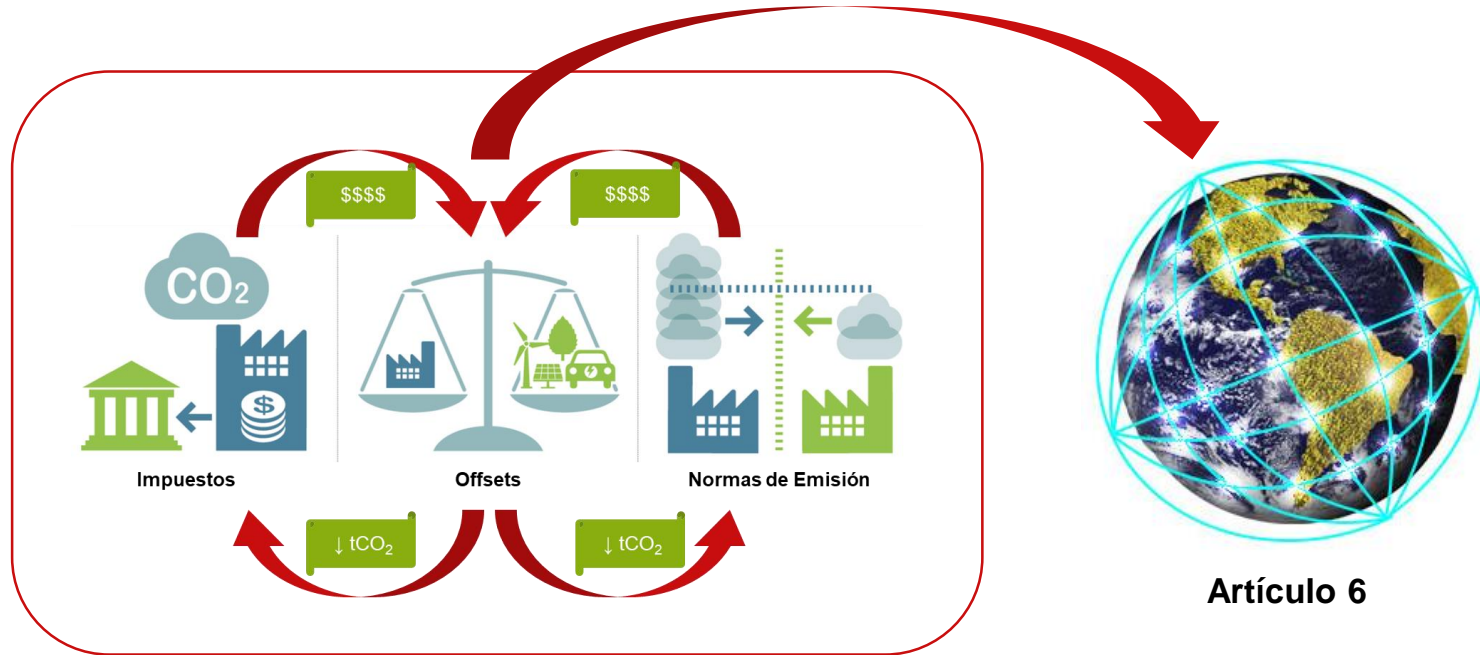 $$$$
$$$$
CO₂
$
Impuestos
Offsets
Normas de Emisión
↓ tCO₂
↓ tCO₂
Artículo 6